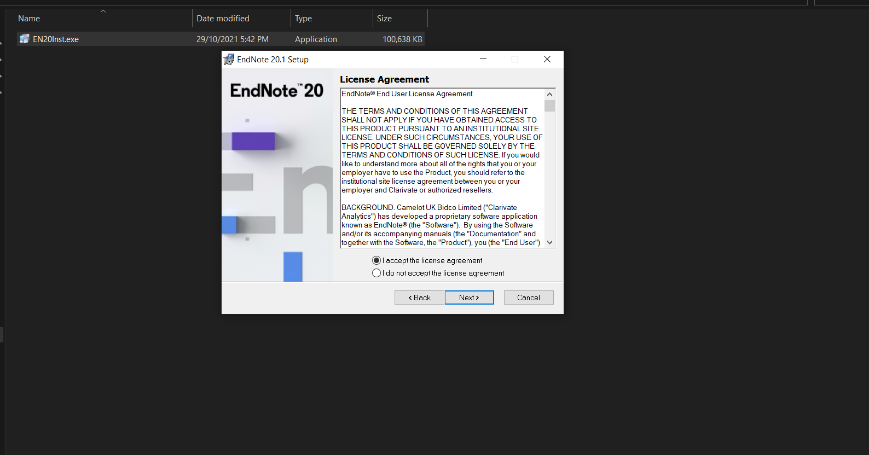 Name
Date modified
Type
Size
EN20Inst.exe
29/10/2021 5:42 PM
Application
100,638 KB
EndNote 20.1 Setup
EndNote™ 20
License Agreement
EndNote® End User License Agreement
THE TERMS AND CONDITIONS OF THIS AGREEMENT
SHALL NOT APPLY IF YOU HAVE OBTAINED ACCESS TO
THIS PRODUCT PURSUANT TO AN INSTITUTIONAL SITE
LICENSE. UNDER SUCH CIRCUMSTANCES, YOUR USE OF
THIS PRODUCT SHALL BE GOVERNED SOLELY BY THE
TERMS AND CONDITIONS OF SUCH LICENSE. If you would
like to understand more about all of the rights that you or your
employer have to use the Product, you should refer to the
institutional site license agreement between you or your
employer and Clarivate or authorized resellers.
BACKGROUND. Camelot UK Bidco Limited ("Clarivate
Analytics") has developed a proprietary software application
known as EndNote® (the "Software"). By using the Software
and/or its accompanying manuals (the "Documentation" and
together with the Software, the "Product"), you (the "End User")
I accept the license agreement
I do not accept the license agreement
< Back
Next >
Cancel